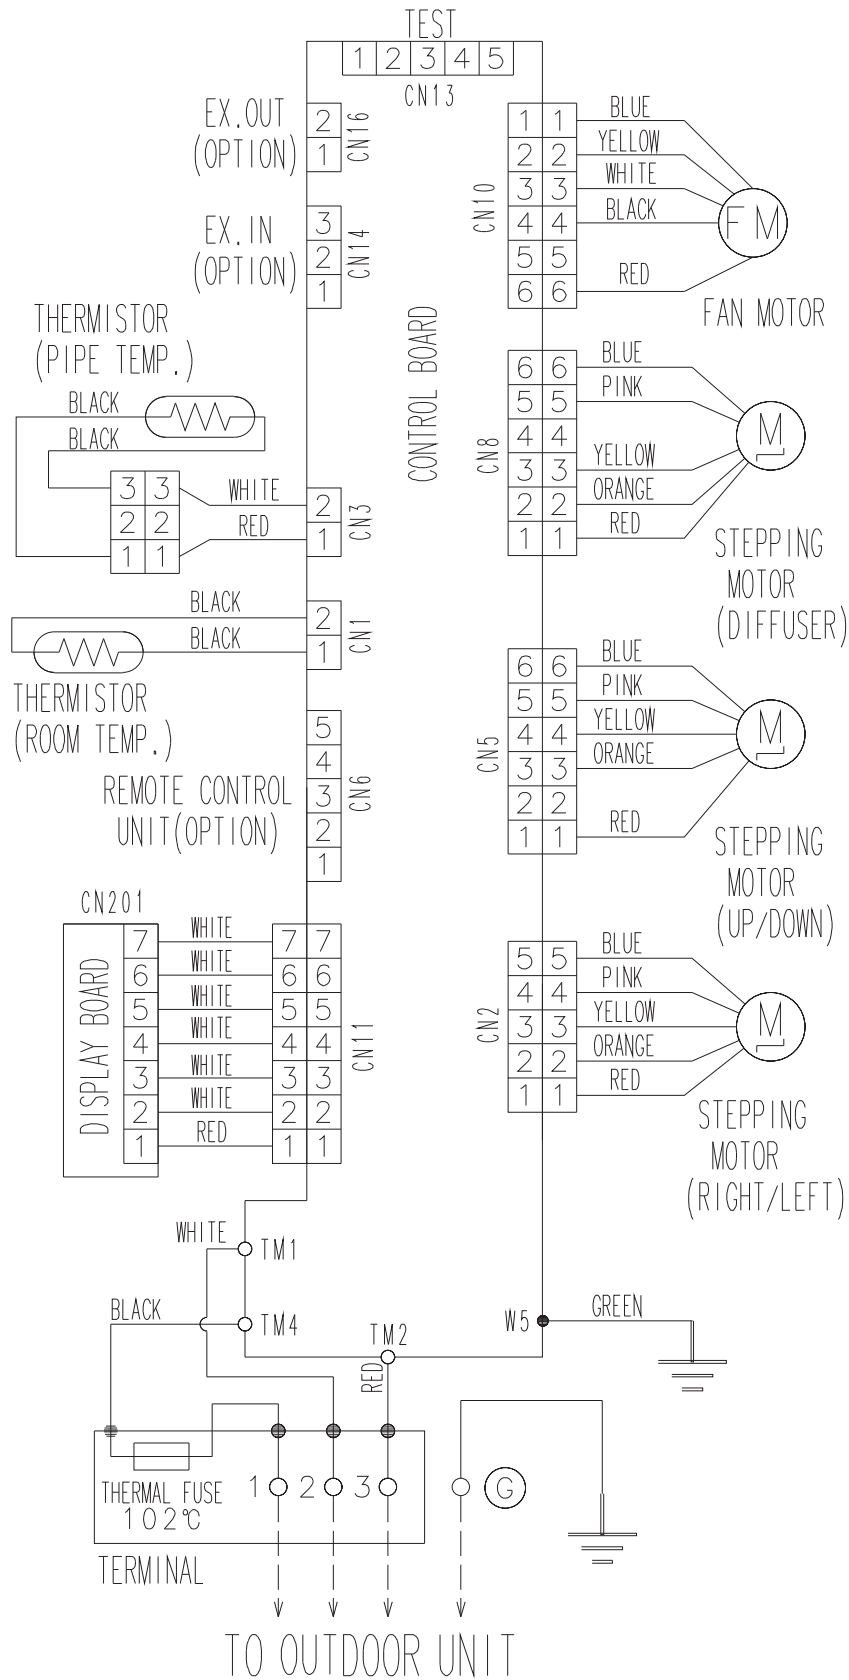 TEST
1 2 3 4 5
CN13
EX.OUT
(OPTION)
2
1
CN16
EX.IN
(OPTION)
3
2
1
CN14
CONTROL BOARD
THERMISTOR
(PIPE TEMP.)
BLACK
BLACK
3 3
2 2
1 1
WHITE
RED
2
1
CN3
BLACK
BLACK
2
1
CN1
THERMISTOR
(ROOM TEMP.)
REMOTE CONTROL
UNIT(OPTION)
5
4
3
2
1
CN6
CN201
DISPLAY BOARD
7 WHITE 7 7
6 WHITE 6 6
5 WHITE 5 5
4 WHITE 4 4
3 WHITE 3 3
2 WHITE 2 2
1 RED 1 1
CN11
CN10
1 1 BLUE
2 2 YELLOW
3 3 WHITE
4 4 BLACK
5 5
6 6 RED
FM
FAN MOTOR
CN8
6 6 BLUE
5 5 PINK
4 4
3 3 YELLOW
2 2 ORANGE
1 1 RED
M
STEPPING
MOTOR
(DIFFUSER)
CN5
6 6 BLUE
5 5 PINK
4 4 YELLOW
3 3 ORANGE
2 2
1 1 RED
M
STEPPING
MOTOR
(UP/DOWN)
CN2
5 5 BLUE
4 4 PINK
3 3 YELLOW
2 2 ORANGE
1 1 RED
M
STEPPING
MOTOR
(RIGHT/LEFT)
WHITE
TM1
BLACK
TM4
TM2
RED
W5
GREEN
THERMAL FUSE
102℃
1 2 3 G
TERMINAL
TO OUTDOOR UNIT